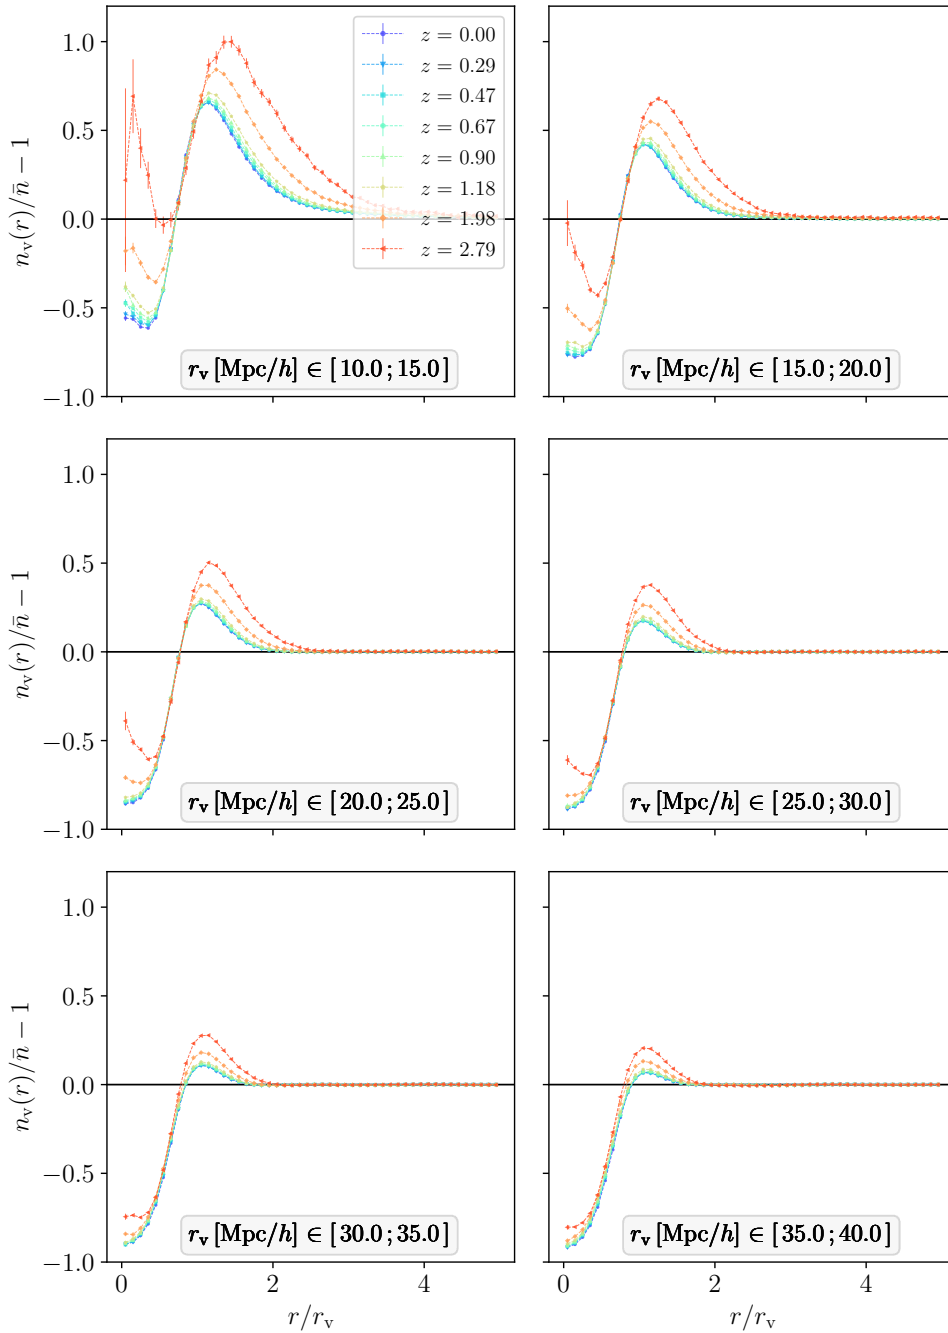 1.0
0.5
0.0
−0.5
−1.0
n_v(r)/n̄ − 1
z = 0.00
z = 0.29
z = 0.47
z = 0.67
z = 0.90
z = 1.18
z = 1.98
z = 2.79
r_v [Mpc/h] ∈ [10.0 ; 15.0]
r_v [Mpc/h] ∈ [15.0 ; 20.0]
1.0
0.5
0.0
−0.5
−1.0
n_v(r)/n̄ − 1
r_v [Mpc/h] ∈ [20.0 ; 25.0]
r_v [Mpc/h] ∈ [25.0 ; 30.0]
1.0
0.5
0.0
−0.5
−1.0
n_v(r)/n̄ − 1
r_v [Mpc/h] ∈ [30.0 ; 35.0]
r_v [Mpc/h] ∈ [35.0 ; 40.0]
0 2 4
0 2 4
r/r_v
r/r_v